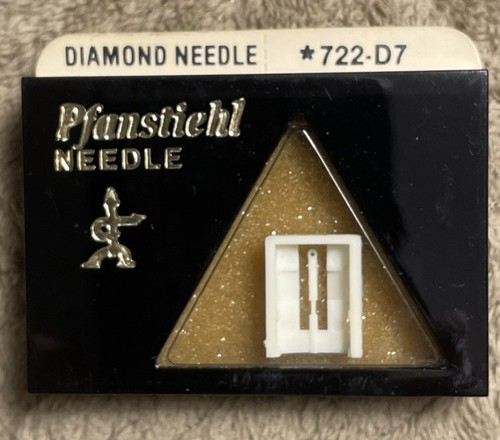 DIAMOND NEEDLE *722-D7
Pfanstiehl
NEEDLE